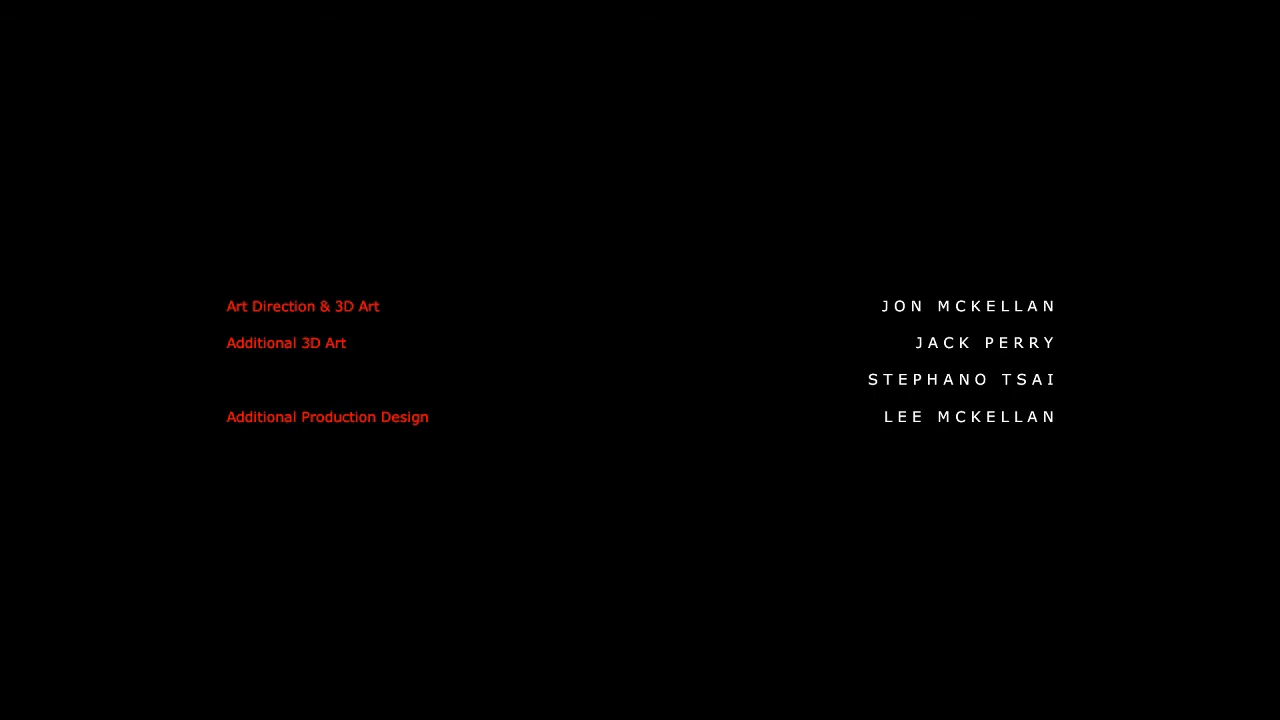 Art Direction & 3D Art JON MCKELLAN
Additional 3D Art JACK PERRY
STEPHANO TSAI
Additional Production Design LEE MCKELLAN